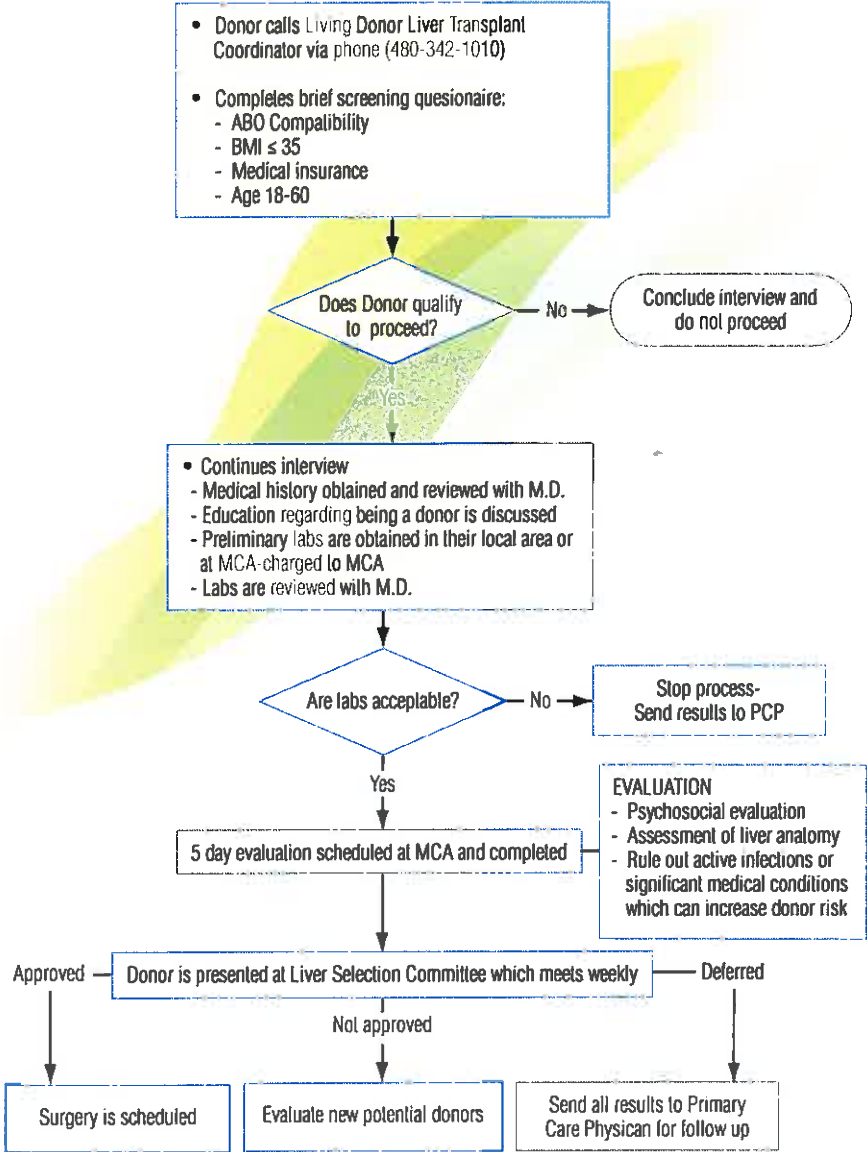 • Donor calls Living Donor Liver Transplant
Coordinator via phone (480-342-1010)
• Completes brief screening quesionaire:
- ABO Compatibility
- BMI ≤ 35
- Medical insurance
- Age 18-60
Does Donor qualify
to proceed?
No
Conclude interview and
do not proceed
Yes
• Continues interview
- Medical history obtained and reviewed with M.D.
- Education regarding being a donor is discussed
- Preliminary labs are obtained in their local area or
at MCA-charged to MCA
- Labs are reviewed with M.D.
Are labs acceptable?
No
Stop process-
Send results to PCP
Yes
5 day evaluation scheduled at MCA and completed
EVALUATION
- Psychosocial evaluation
- Assessment of liver anatomy
- Rule out active infections or
significant medical conditions
which can increase donor risk
Approved
Donor is presented at Liver Selection Committee which meets weekly
Deferred
Not approved
Surgery is scheduled
Evaluate new potential donors
Send all results to Primary
Care Physican for follow up